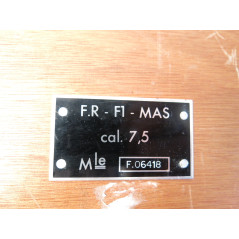 F.R - F1 - MAS
cal. 7,5
Mle F.06418